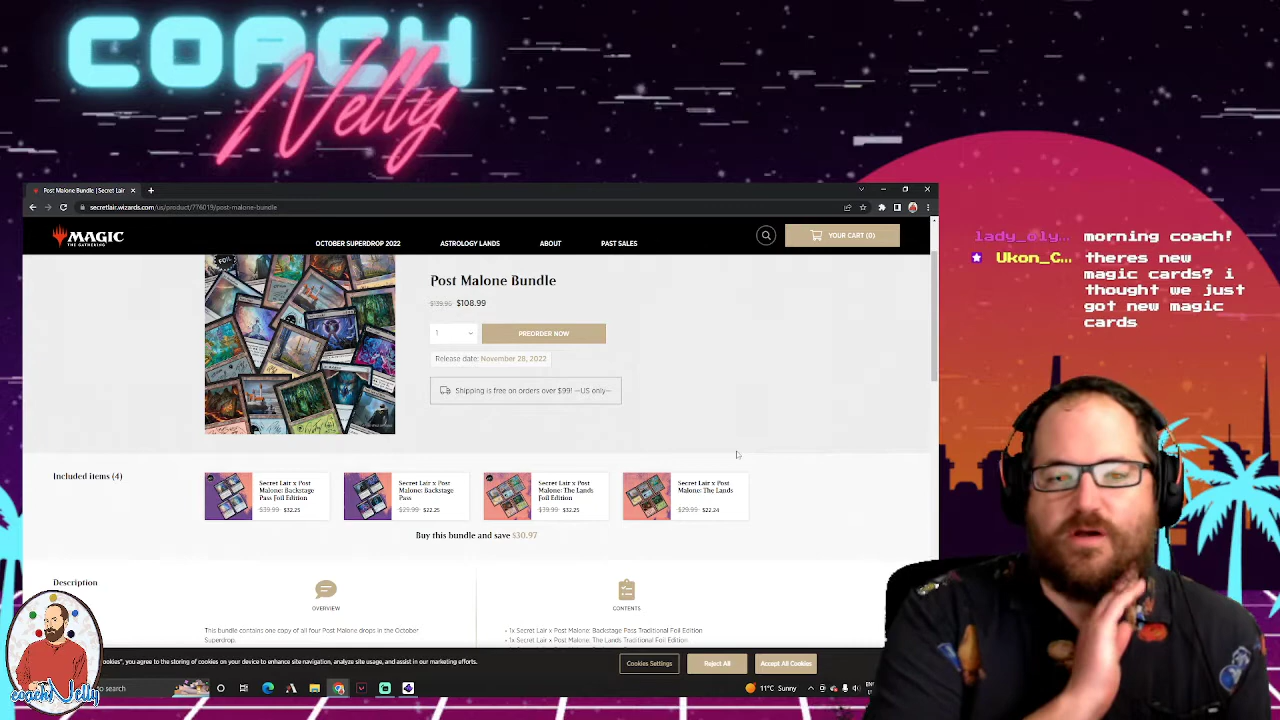 COACH
Nelly
Post Malone Bundle | Secret Lair
secretlair.wizards.com/us/product/776019/post-malone-bundle
MAGIC
THE GATHERING
OCTOBER SUPERDROP 2022
ASTROLOGY LANDS
ABOUT
PAST SALES
YOUR CART (0)
FOIL
Post Malone Bundle
$139.96 $108.99
1
PREORDER NOW
Release date: November 28, 2022
Shipping is free on orders over $99! —US only—
lady_oly... morning coach!
Ukon_C... theres new
magic cards? i
thought we just
got new magic
cards
Included items (4)
Secret Lair x Post
Malone: Backstage
Pass Foil Edition
$39.99 $32.25
Secret Lair x Post
Malone: Backstage
Pass
$29.99 $22.25
Secret Lair x Post
Malone: The Lands
Foil Edition
$39.99 $32.25
Secret Lair x Post
Malone: The Lands
$29.99 $22.24
Buy this bundle and save $30.97
Description
OVERVIEW
CONTENTS
This bundle contains one copy of all four Post Malone drops in the October
Superdrop.
• 1x Secret Lair x Post Malone: Backstage Pass Traditional Foil Edition
• 1x Secret Lair x Post Malone: The Lands Traditional Foil Edition
ookies", you agree to the storing of cookies on your device to enhance site navigation, analyze site usage, and assist in our marketing efforts.
Cookies Settings
Reject All
Accept All Cookies
coachNelly
o search
11°C Sunny